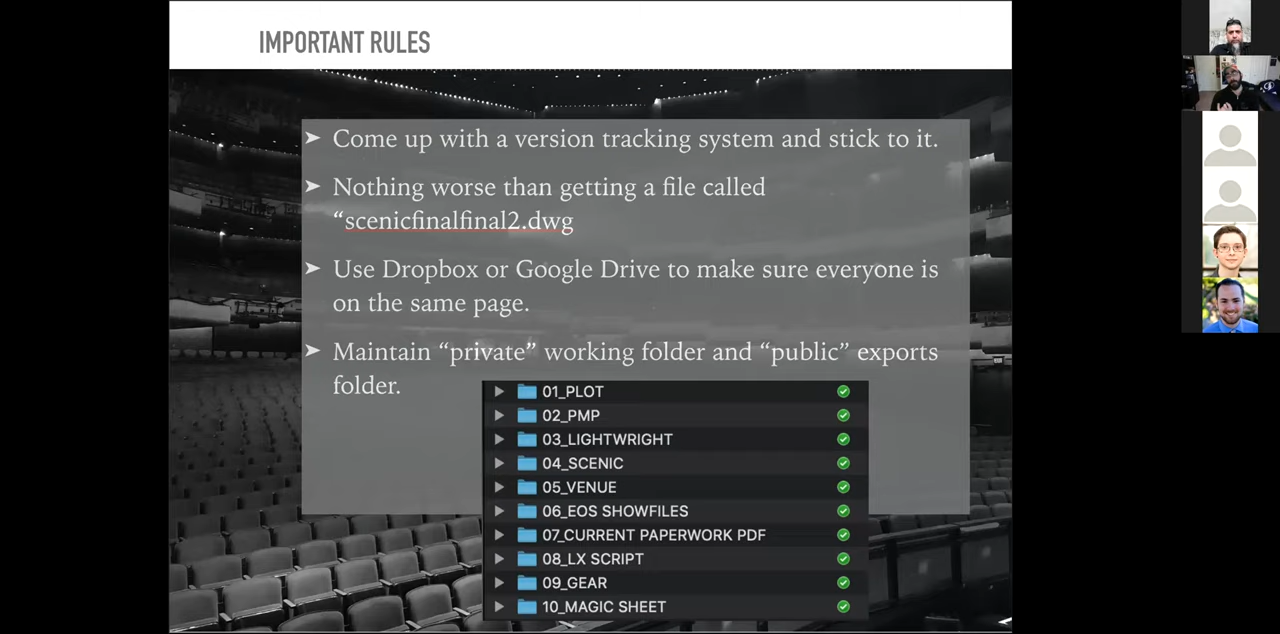 IMPORTANT RULES
➤ Come up with a version tracking system and stick to it.
➤ Nothing worse than getting a file called
“scenicfinalfinal2.dwg
➤ Use Dropbox or Google Drive to make sure everyone is
on the same page.
➤ Maintain “private” working folder and “public” exports
folder.
01_PLOT
02_PMP
03_LIGHTWRIGHT
04_SCENIC
05_VENUE
06_EOS SHOWFILES
07_CURRENT PAPERWORK PDF
08_LX SCRIPT
09_GEAR
10_MAGIC SHEET